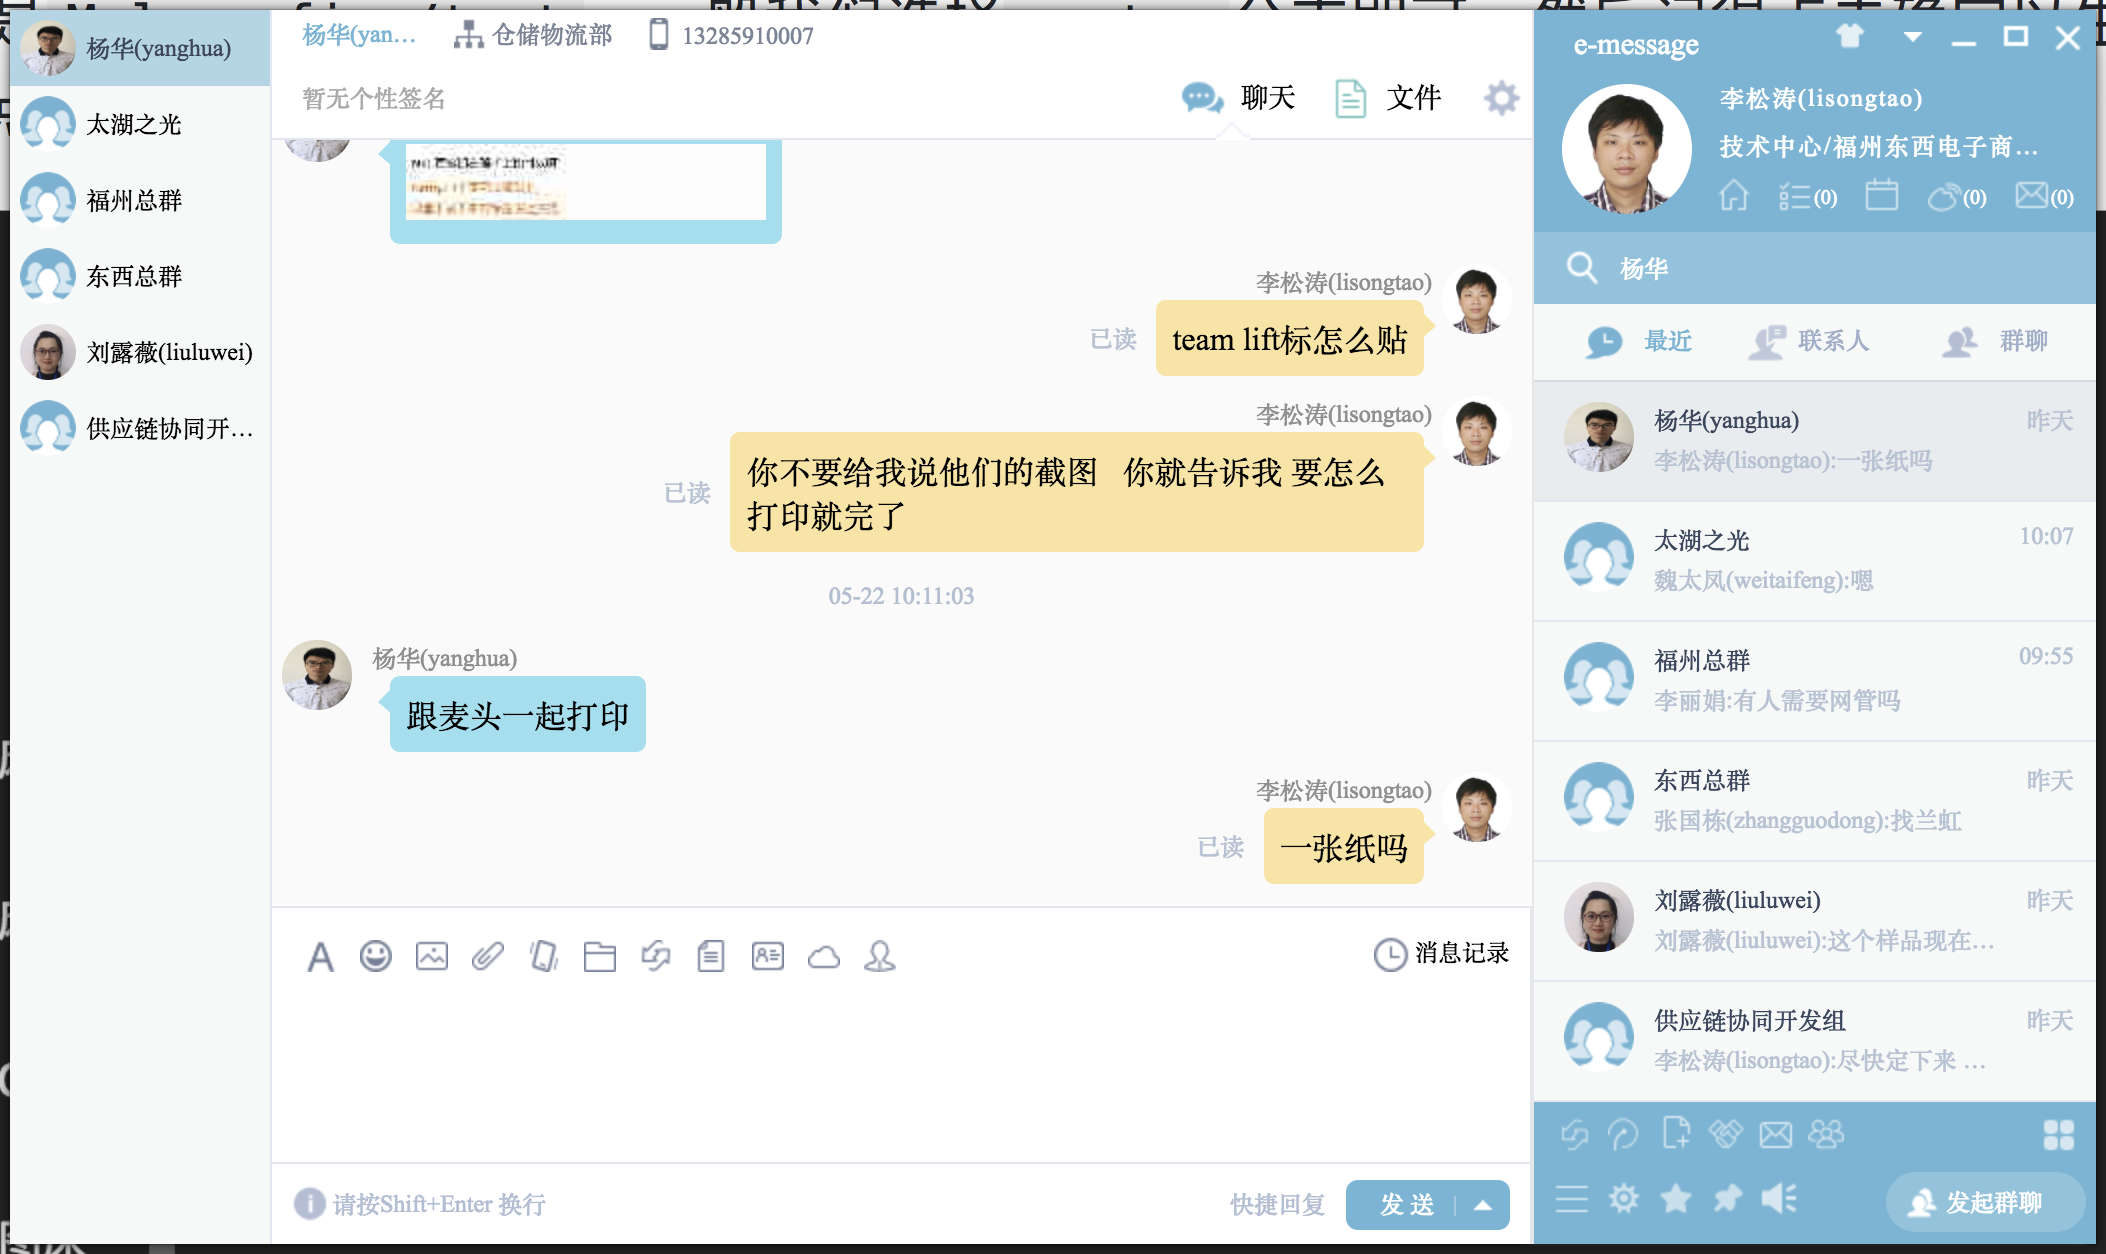 杨华(yanghua)
太湖之光
福州总群
东西总群
刘露薇(liuluwei)
供应链协同开…
杨华(yan…
仓储物流部
13285910007
暂无个性签名
聊天
文件
李松涛(lisongtao)
已读
team lift标怎么贴
李松涛(lisongtao)
已读
你不要给我说他们的截图 你就告诉我 要怎么
打印就完了
05-22 10:11:03
杨华(yanghua)
跟麦头一起打印
李松涛(lisongtao)
已读
一张纸吗
消息记录
请按Shift+Enter 换行
快捷回复
发 送
e-message
李松涛(lisongtao)
技术中心/福州东西电子商…
(0)
(0)
(0)
杨华
最近
联系人
群聊
杨华(yanghua)
昨天
李松涛(lisongtao):一张纸吗
太湖之光
10:07
魏太凤(weitaifeng):嗯
福州总群
09:55
李丽娟:有人需要网管吗
东西总群
昨天
张国栋(zhangguodong):找兰虹
刘露薇(liuluwei)
昨天
刘露薇(liuluwei):这个样品现在…
供应链协同开发组
昨天
李松涛(lisongtao):尽快定下来 …
发起群聊